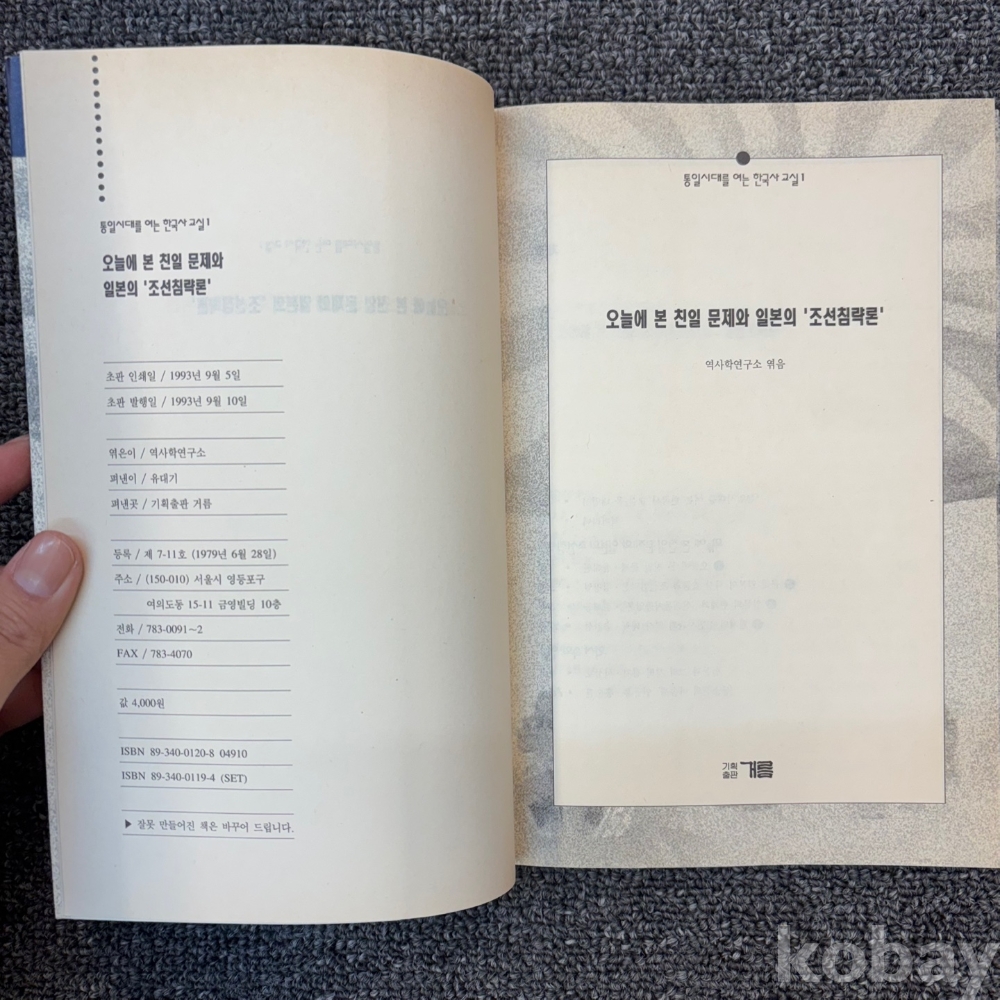 통일시대를 여는 한국사 교실 1
오늘에 본 친일 문제와
일본의 '조선침략론'
초판 인쇄일 / 1993년 9월 5일
초판 발행일 / 1993년 9월 10일
엮은이 / 역사학연구소
펴낸이 / 유대기
펴낸곳 / 기획출판 거름
등록 / 제 7-11호 (1979년 6월 28일)
주소 / (150-010) 서울시 영등포구
여의도동 15-11 금영빌딩 10층
전화 / 783-0091~2
FAX / 783-4070
값 4,000원
ISBN 89-340-0120-8 04910
ISBN 89-340-0119-4 (SET)
▶ 잘못 만들어진 책은 바꾸어 드립니다.
통일시대를 여는 한국사 교실 1
오늘에 본 친일 문제와 일본의 '조선침략론'
역사학연구소 엮음
기획
출판 거름
kobay